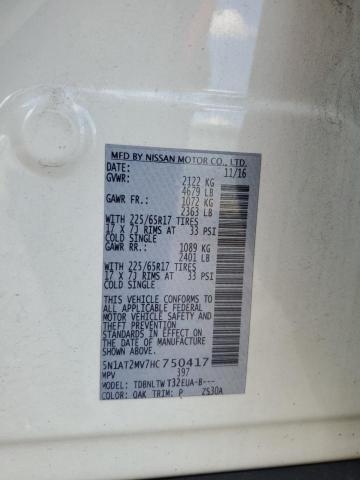 MFD BY NISSAN MOTOR CO., LTD.
DATE: 11/16
GVWR: 2122 KG
4679 LB
GAWR FR.: 1072 KG
2363 LB
WITH 225/65R17 TIRES
17 X 7J RIMS AT 33 PSI
COLD SINGLE
GAWR RR.: 1089 KG
2401 LB
WITH 225/65R17 TIRES
17 X 7J RIMS AT 33 PSI
COLD SINGLE
THIS VEHICLE CONFORMS TO
ALL APPLICABLE FEDERAL
MOTOR VEHICLE SAFETY AND
BUMPER STANDARDS
IN EFFECT ON THE DATE OF
MANUFACTURE SHOWN ABOVE.
5N1AT2MV7HC750417
MPV 397
MODEL: TDBNLTWT32EUA-B---
COLOR: QAK TRIM: P ZS30A